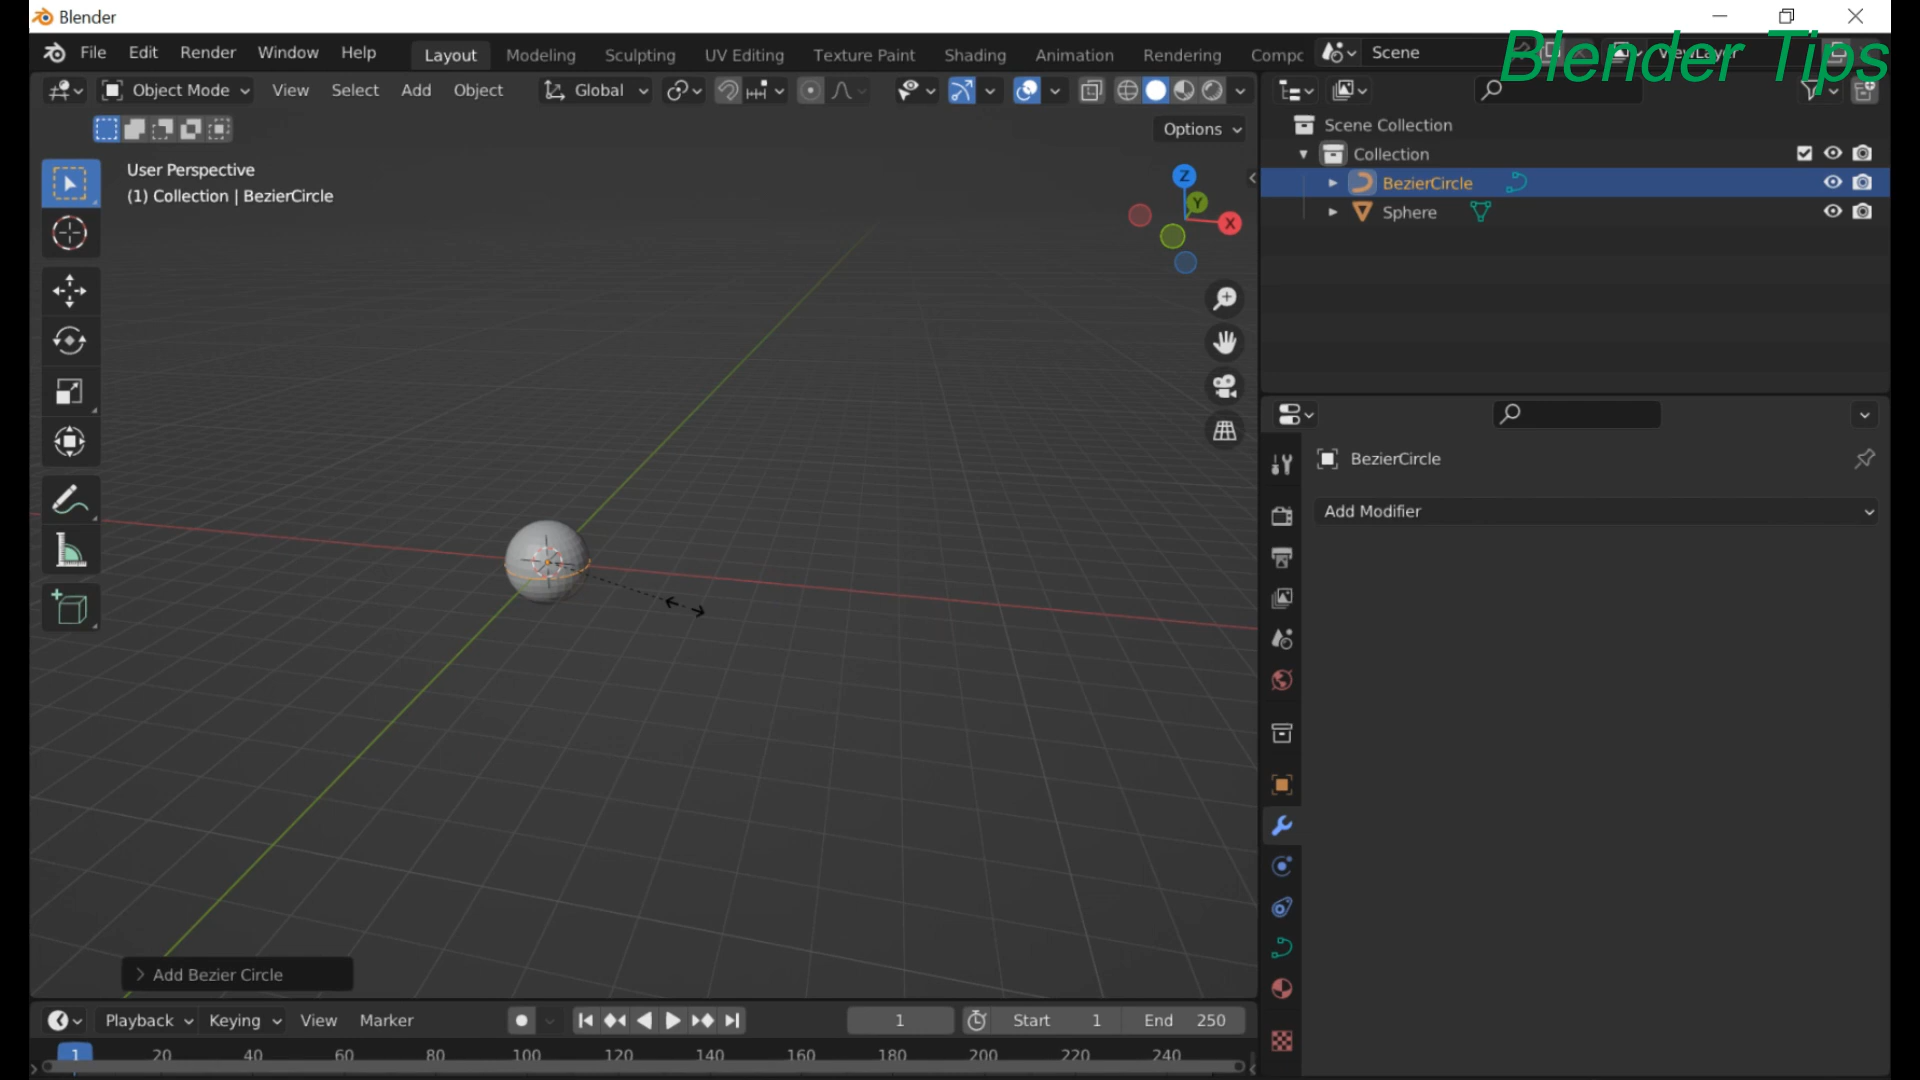 Blender
File Edit Render Window Help Layout Modeling Sculpting UV Editing Texture Paint Shading Animation Rendering Compc Scene ViewLayer
Blender Tips
Object Mode View Select Add Object Global
Options
User Perspective
(1) Collection | BezierCircle
Z
Y
X
Scene Collection
Collection
BezierCircle
Sphere
BezierCircle
Add Modifier
Add Bezier Circle
Playback Keying View Marker 1 Start 1 End 250
1 20 40 60 80 100 120 140 160 180 200 220 240